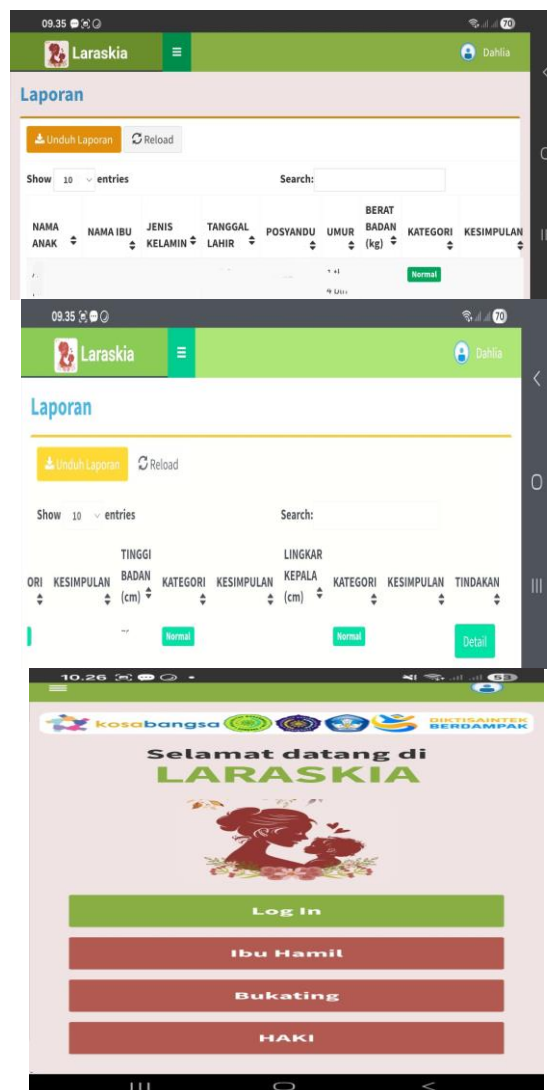 09.35
70
Laraskia
Dahlia
Laporan
Unduh Laporan Reload
Show 10 entries Search:
NAMA ANAK NAMA IBU JENIS KELAMIN TANGGAL LAHIR POSYANDU UMUR BERAT BADAN (kg) KATEGORI KESIMPULAN
Normal
09.35
70
Laraskia
Dahlia
Laporan
Unduh Laporan Reload
Show 10 entries Search:
ORI KESIMPULAN TINGGI BADAN (cm) KATEGORI KESIMPULAN LINGKAR KEPALA (cm) KATEGORI KESIMPULAN TINDAKAN
Normal Normal Detail
10.26
53
kosabangsa DIKTISAINTEK
BERDAMPAK
Selamat datang di
LARASKIA
Log In
Ibu Hamil
Bukating
HAKI